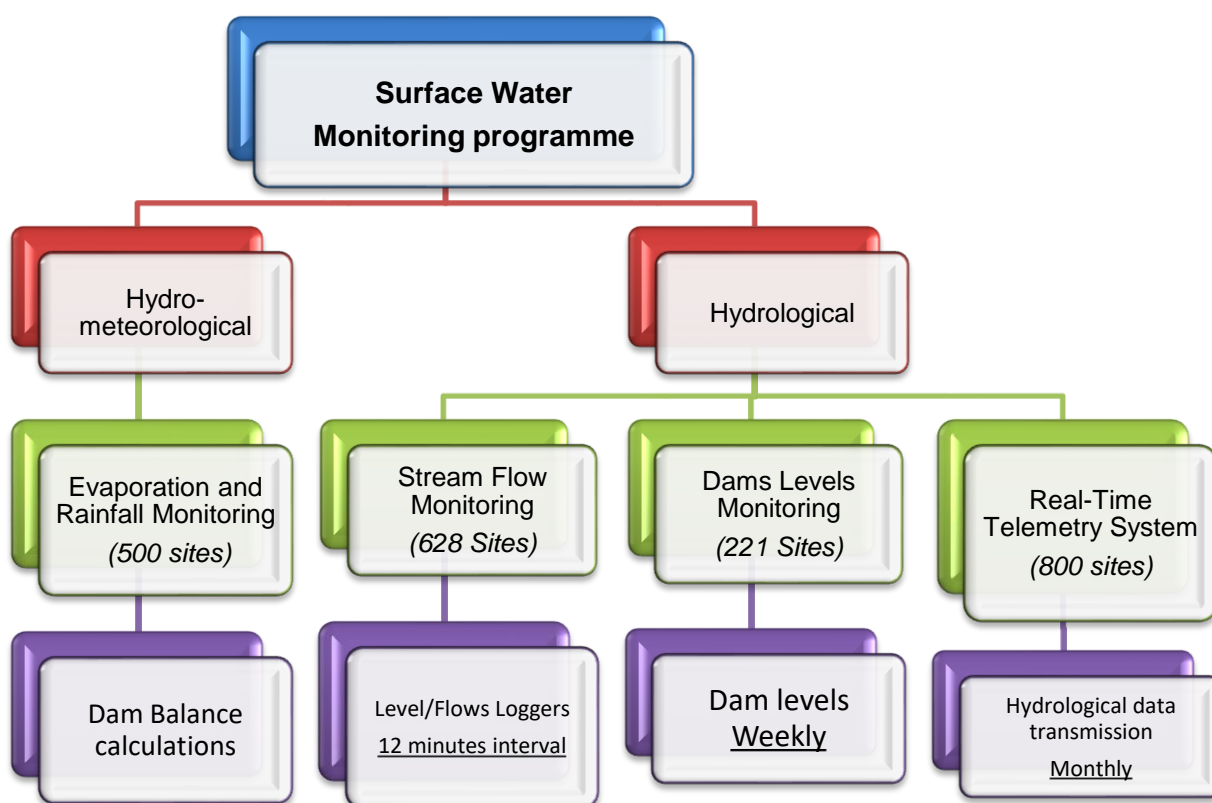 Surface Water
Monitoring programme
Hydro-
meteorological
Hydrological
Evaporation and
Rainfall Monitoring
(500 sites)
Stream Flow
Monitoring
(628 Sites)
Dams Levels
Monitoring
(221 Sites)
Real-Time
Telemetry System
(800 sites)
Dam Balance
calculations
Level/Flows Loggers
12 minutes interval
Dam levels
Weekly
Hydrological data
transmission
Monthly